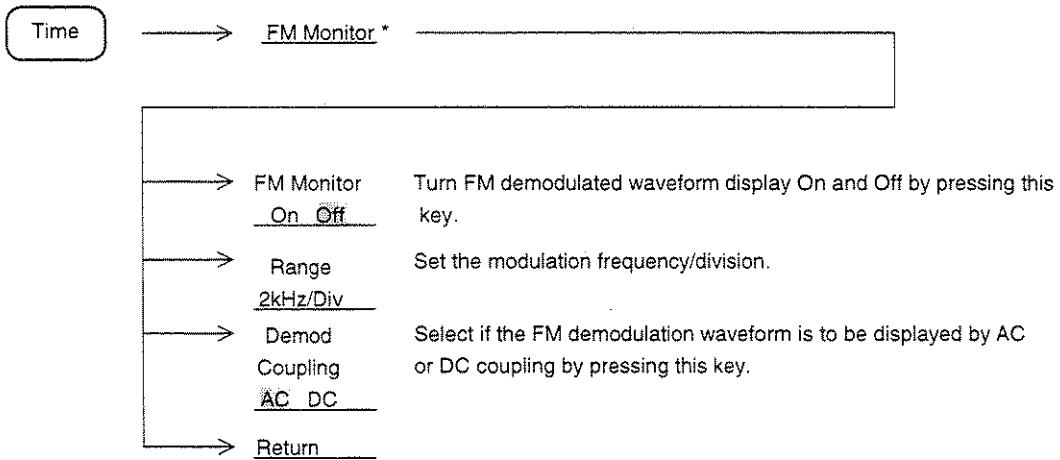 Time
FM Monitor *
FM Monitor
On Off
Turn FM demodulated waveform display On and Off by pressing this
key.
Range
2kHz/Div
Set the modulation frequency/division.
Demod
Coupling
AC DC
Select if the FM demodulation waveform is to be displayed by AC
or DC coupling by pressing this key.
Return